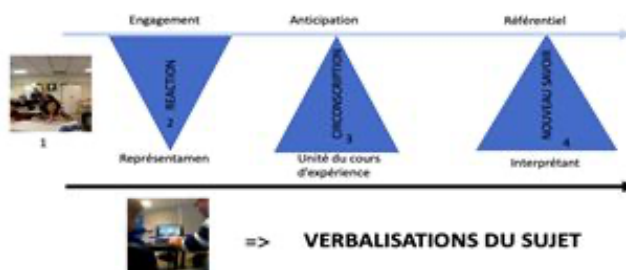 Engagement
Anticipation
Référentiel
2 REACTION
CIRCONSCRIPTION
3
NOUVEAU SAVOIR
4
1
Représentamen
Unité du cours
d'expérience
Interprétant
=> VERBALISATIONS DU SUJET